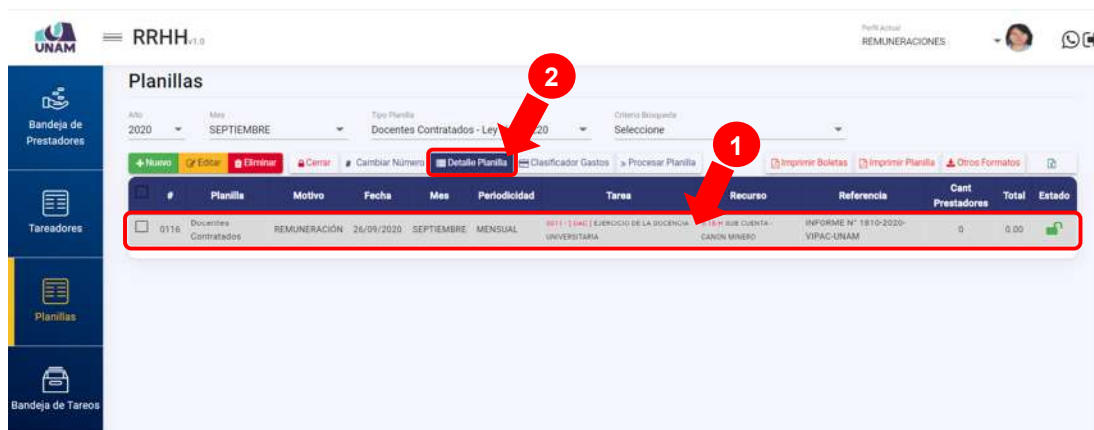 UNAM
RRHH v1.0
Perfil Actual
REMUNERACIONES
Bandeja de
Prestadores
Tareadores
Planillas
Bandeja de Tareos
Planillas
2
Año
Mes
Tipo Planilla
Criterio Búsqueda
2020
SEPTIEMBRE
Docentes Contratados - Ley
20
Seleccione
1
+ Nuevo
Editar
Eliminar
Cerrar
# Cambiar Número
Detalle Planilla
Clasificador Gastos
» Procesar Planilla
Imprimir Boletas
Imprimir Planilla
Otros Formatos
# Planilla Motivo Fecha Mes Periodicidad Tarea Recurso Referencia Cant Prestadores Total Estado
0116
Docentes
Contratados
REMUNERACIÓN
26/09/2020
SEPTIEMBRE
MENSUAL
EJERCICIO DE LA DOCENCIA
UNIVERSITARIA
SUB CUENTA -
CANON MINERO
INFORME N° 1810-2020-
VIPAC-UNAM
0
0.00